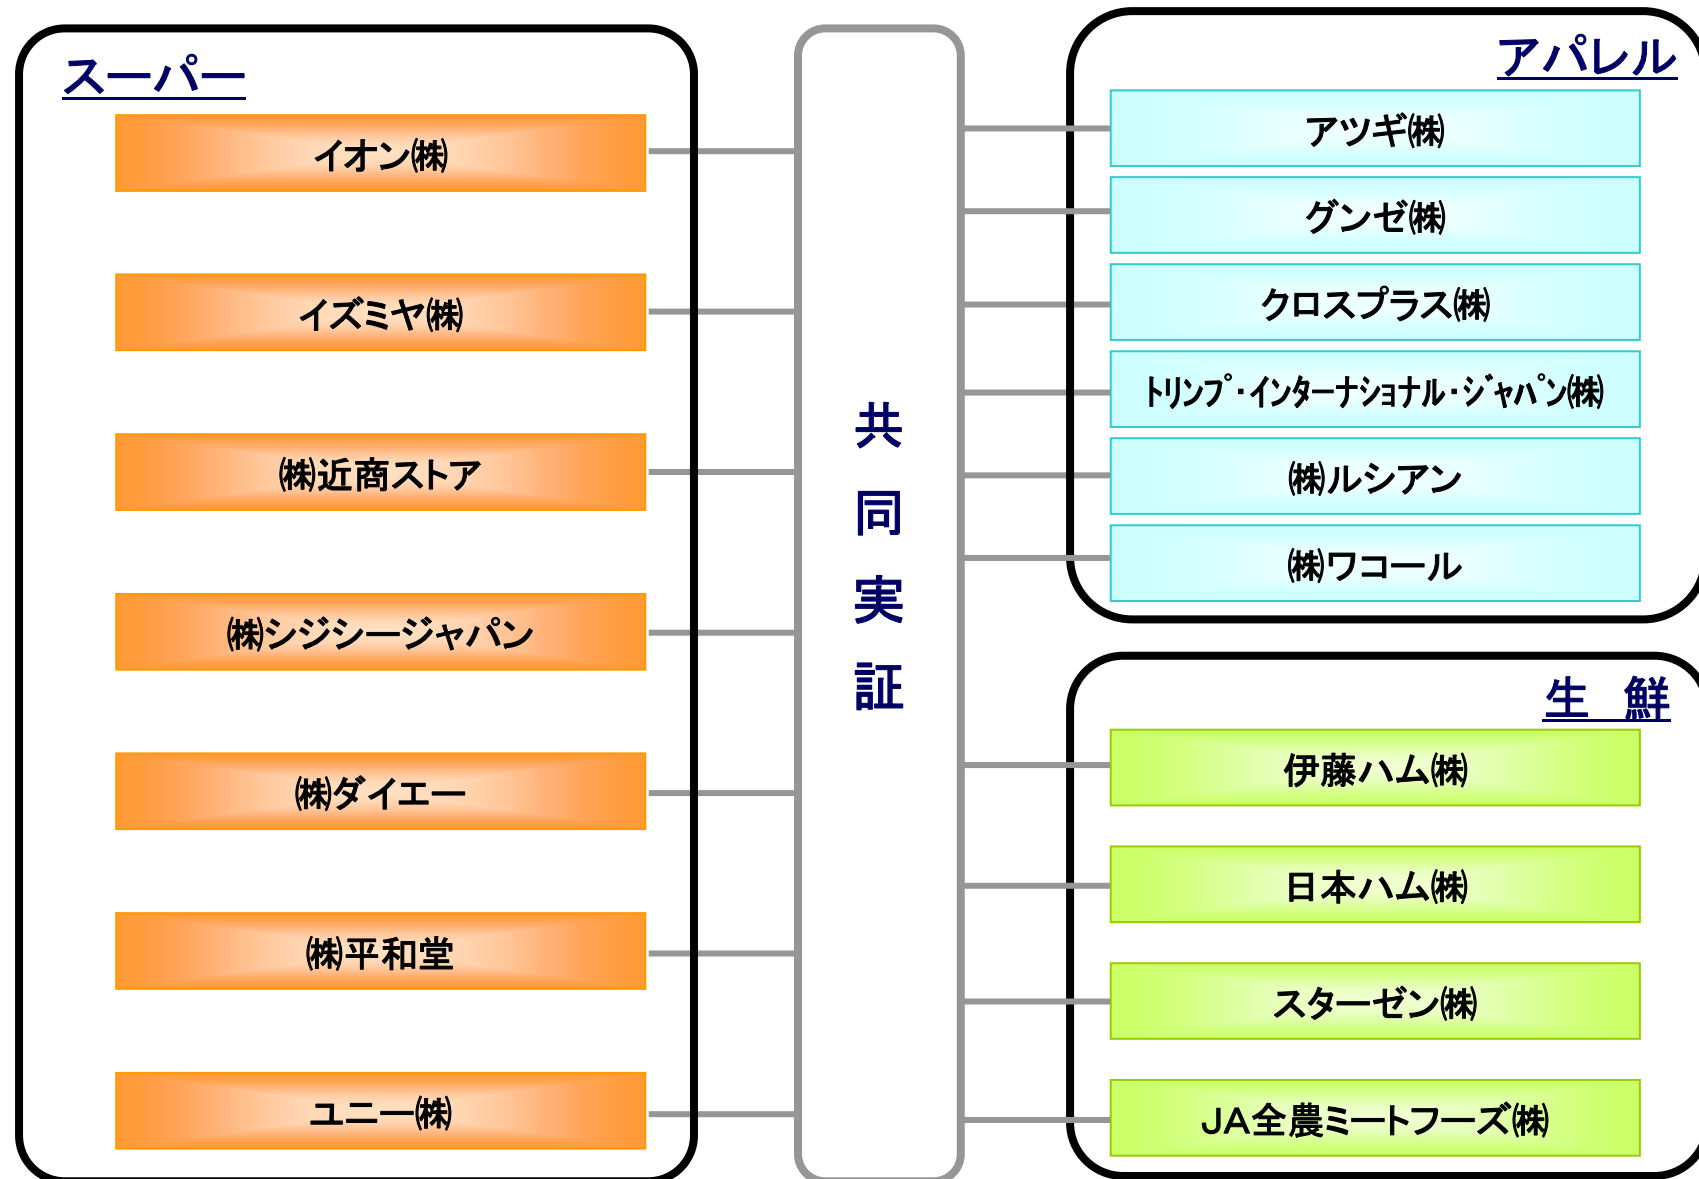 スーパー
イオン㈱
イズミヤ㈱
㈱近商ストア
㈱シジシージャパン
㈱ダイエー
㈱平和堂
ユニー㈱
共
同
実
証
アパレル
アツギ㈱
グンゼ㈱
クロスプラス㈱
トリンプ・インターナショナル・ジャパン㈱
㈱ルシアン
㈱ワコール
生　鮮
伊藤ハム㈱
日本ハム㈱
スターゼン㈱
JA全農ミートフーズ㈱